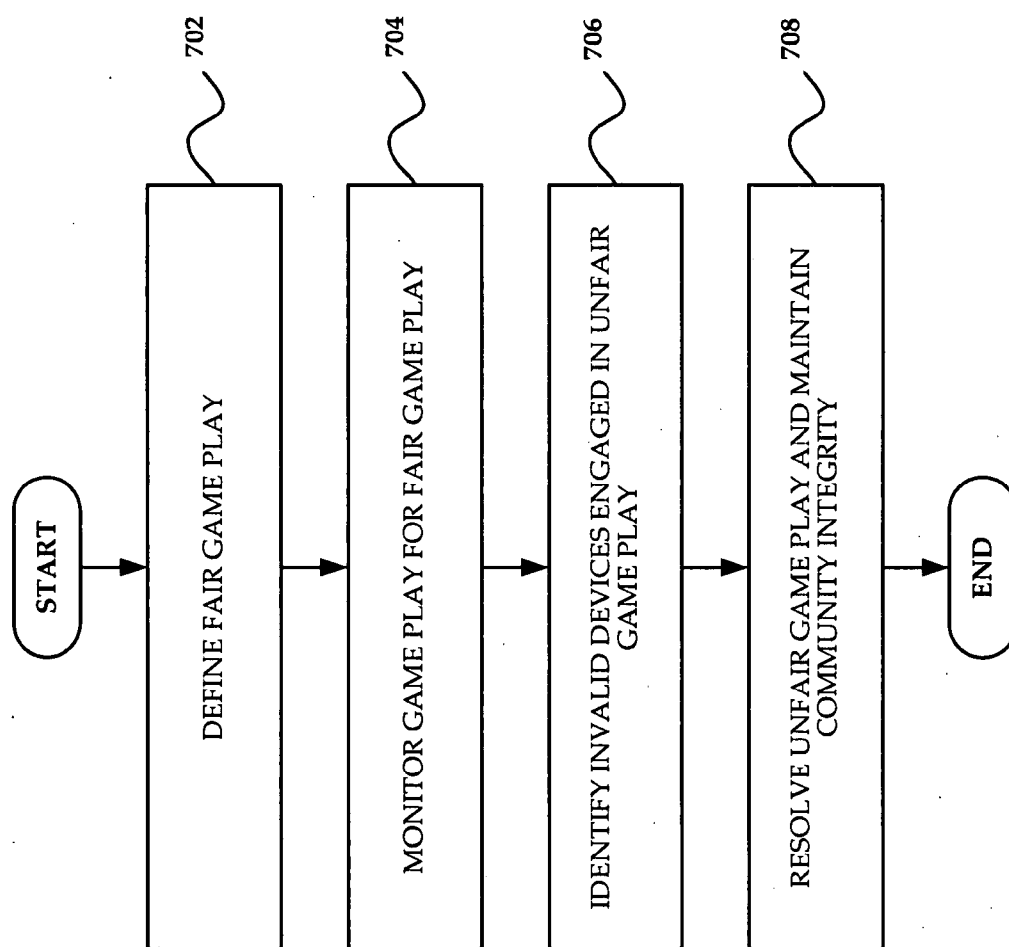 START
DEFINE FAIR GAME PLAY
702
MONITOR GAME PLAY FOR FAIR GAME PLAY
704
IDENTIFY INVALID DEVICES ENGAGED IN UNFAIR
GAME PLAY
706
RESOLVE UNFAIR GAME PLAY AND MAINTAIN
COMMUNITY INTEGRITY
708
END